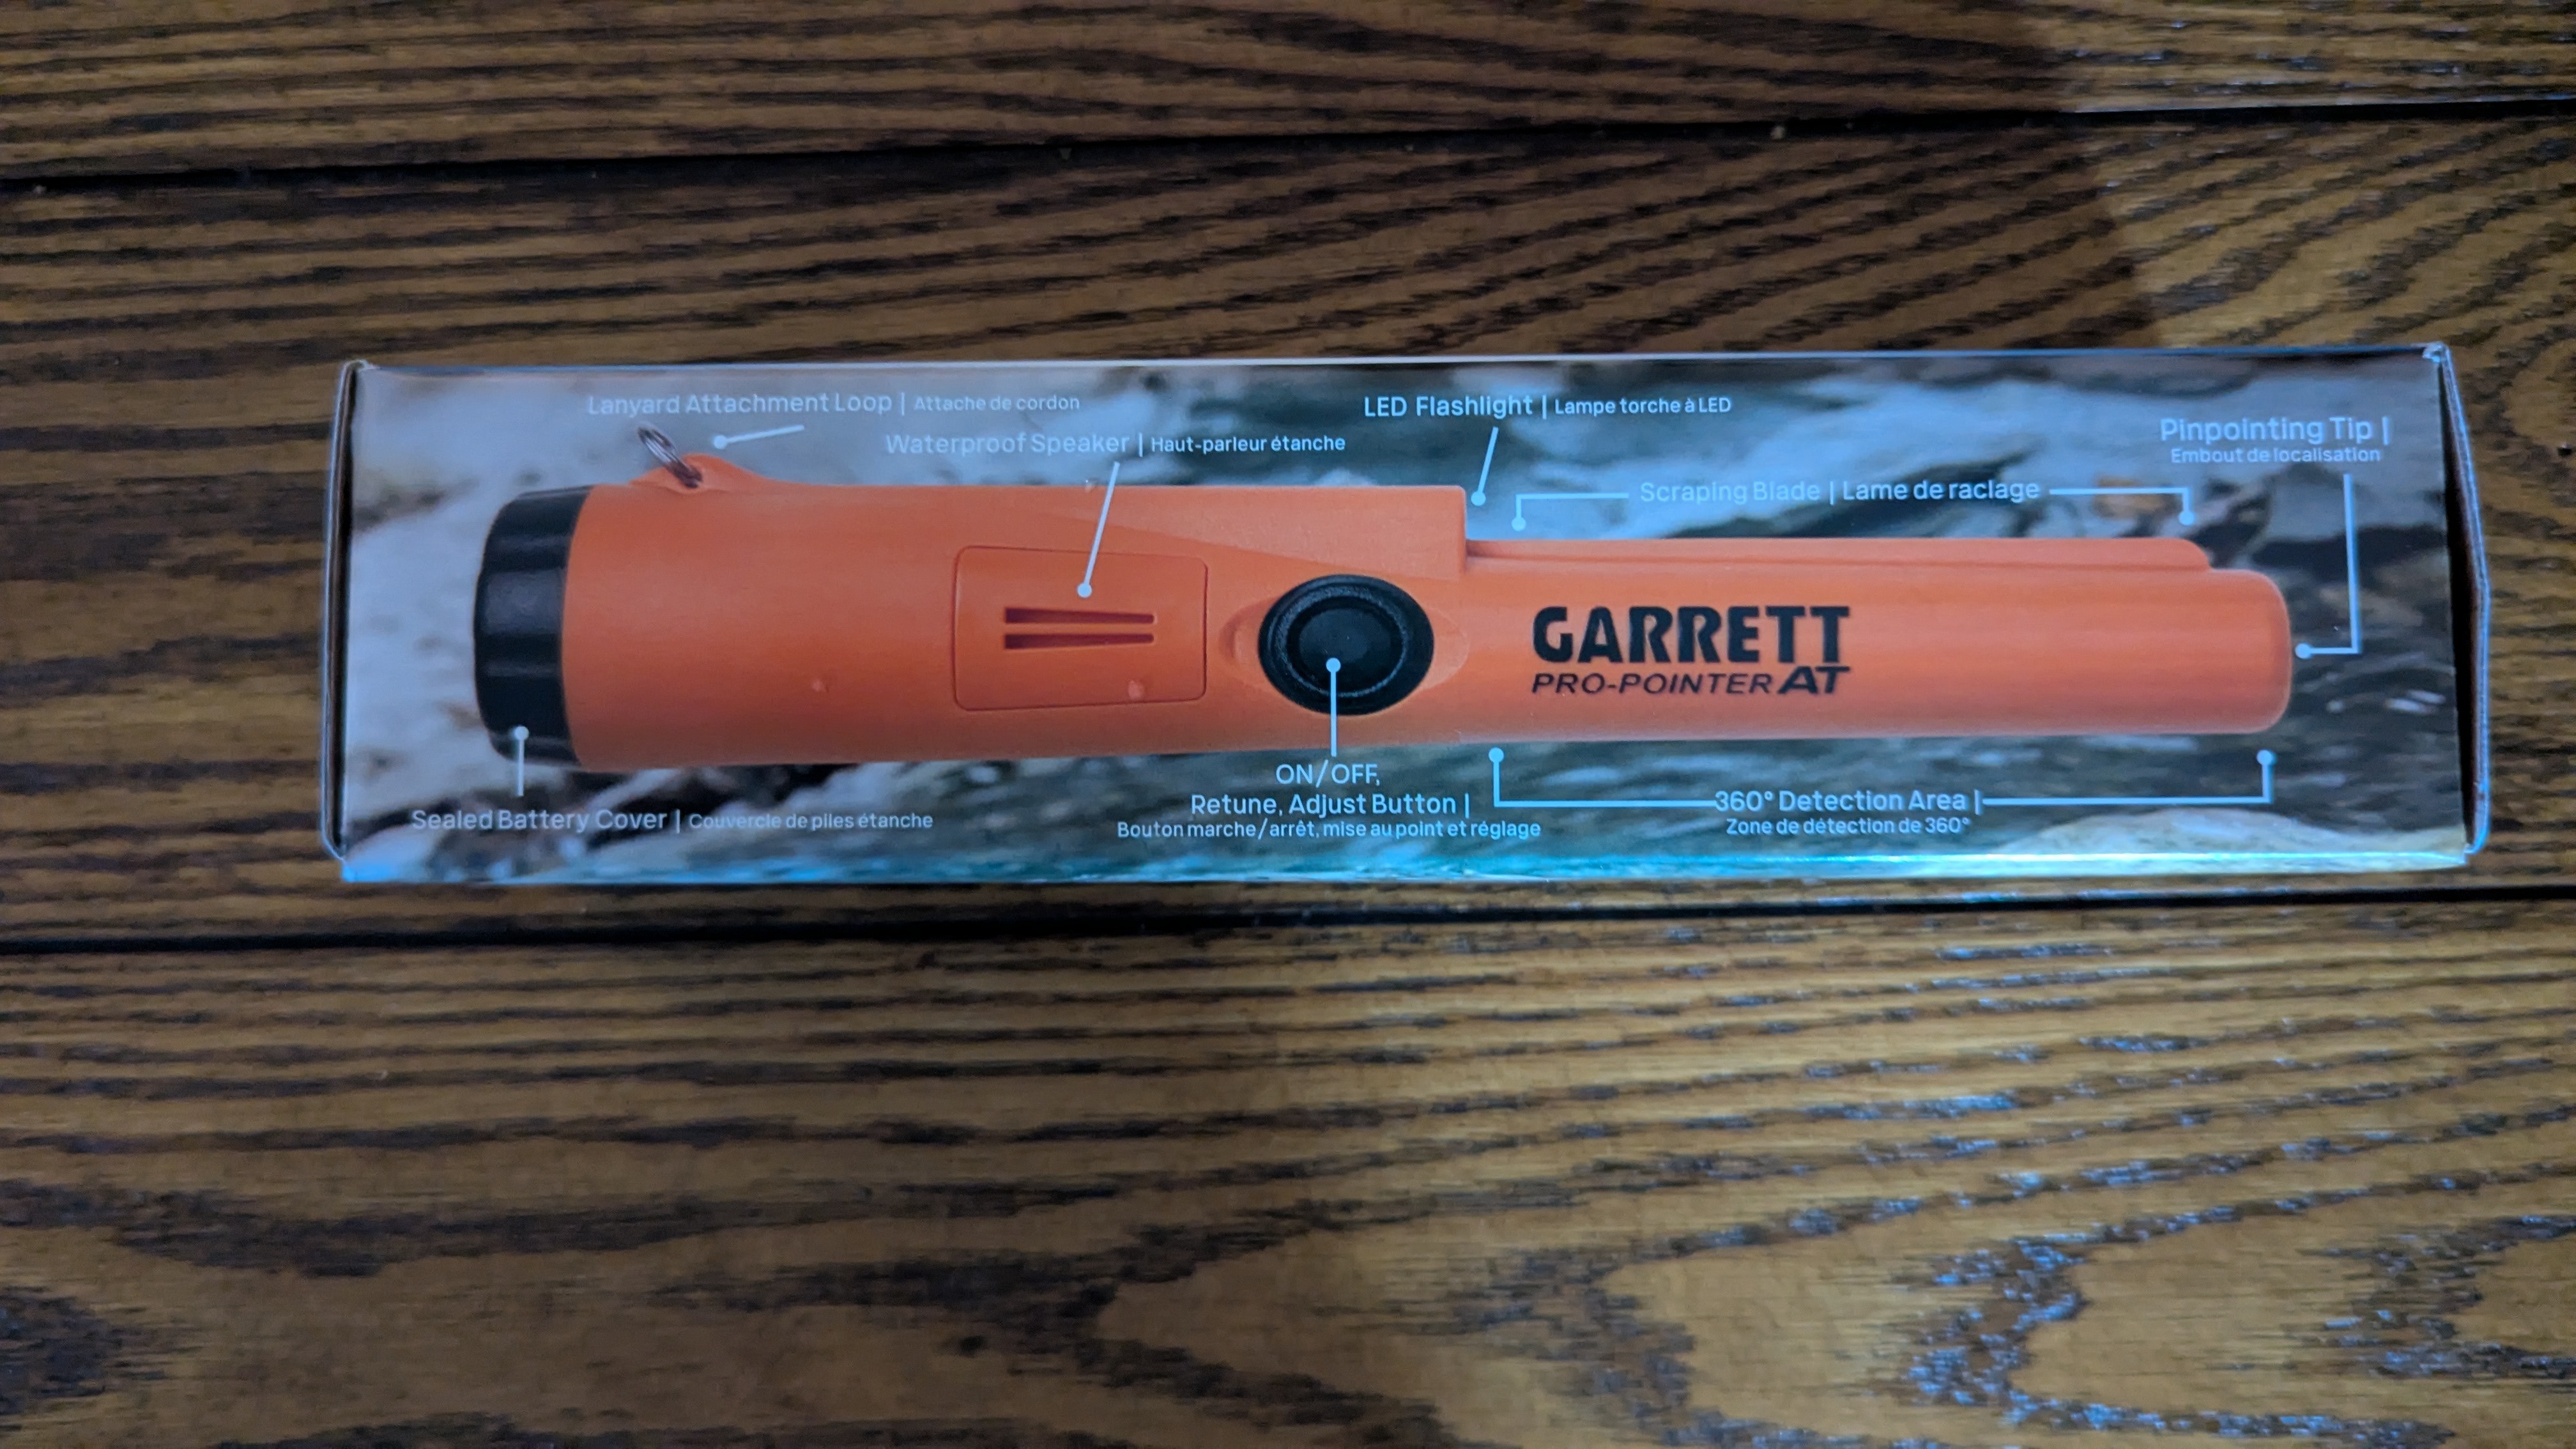 Lanyard Attachment Loop | Attache de cordon
Waterproof Speaker | Haut-parleur étanche
LED Flashlight | Lampe torche à LED
Pinpointing Tip |
Embout de localisation
Scraping Blade | Lame de raclage
GARRETT
PRO-POINTER AT
Sealed Battery Cover | Couvercle de piles étanche
ON/OFF,
Retune, Adjust Button |
Bouton marche/arrêt, mise au point et réglage
360° Detection Area |
Zone de détection de 360°